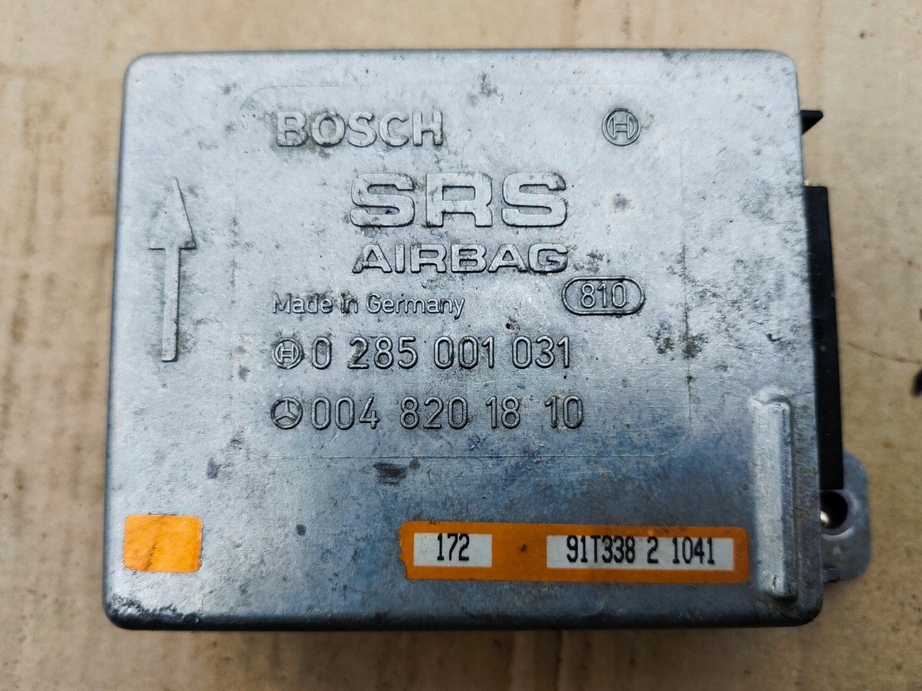 BOSCH
SRS
AIRBAG
Made in Germany 810
0 285 001 031
004 820 18 10
172 91T338 2 1041